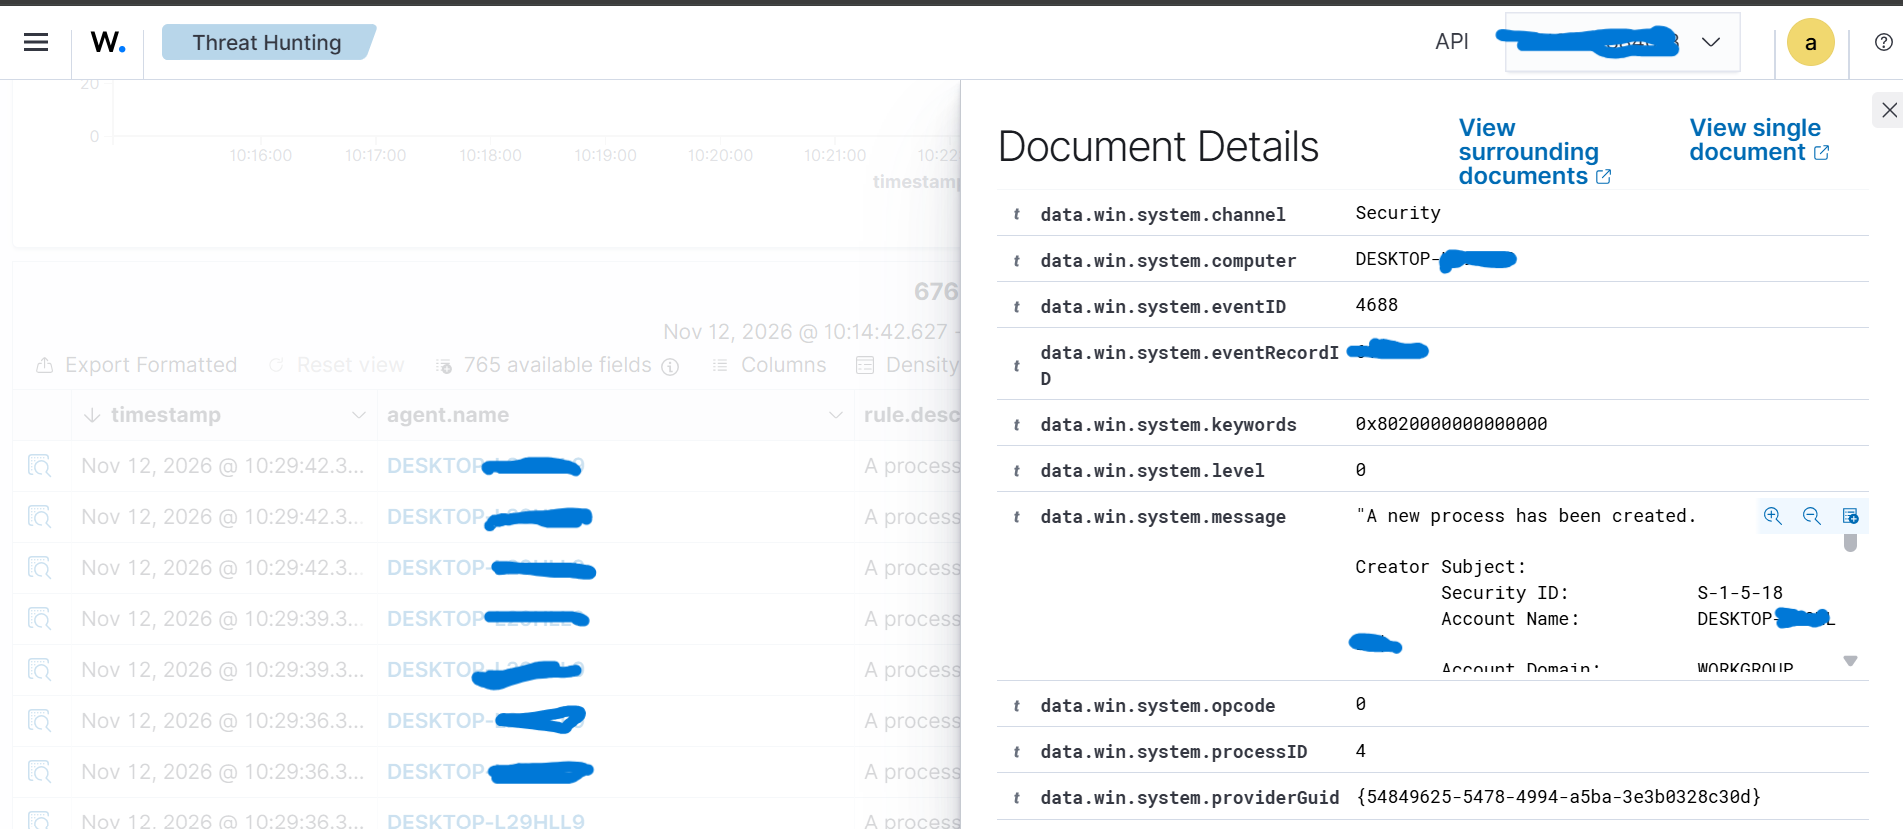 W.
Threat Hunting
API
a
20
0
10:16:00 10:17:00 10:18:00 10:19:00 10:20:00 10:21:00 10:22
timestamp
676
Nov 12, 2026 @ 10:14:42.627 -
Export Formatted Reset view 765 available fields Columns Density
timestamp agent.name rule.desc
Nov 12, 2026 @ 10:29:42.3... DESKTOP- A process
Nov 12, 2026 @ 10:29:42.3... DESKTOP- A process
Nov 12, 2026 @ 10:29:42.3... DESKTOP- A process
Nov 12, 2026 @ 10:29:39.3... DESKTOP- A process
Nov 12, 2026 @ 10:29:39.3... DESKTOP- A process
Nov 12, 2026 @ 10:29:36.3... DESKTOP- A process
Nov 12, 2026 @ 10:29:36.3... DESKTOP- A process
Nov 12, 2026 @ 10:29:36.3... DESKTOP-L29HLL9 A process
Document Details
View
surrounding
documents
View single
document
t data.win.system.channel Security
t data.win.system.computer DESKTOP-
t data.win.system.eventID 4688
t data.win.system.eventRecordI
D
t data.win.system.keywords 0x8020000000000000
t data.win.system.level 0
t data.win.system.message "A new process has been created.
Creator Subject:
Security ID: S-1-5-18
Account Name: DESKTOP-
Account Domain: WORKGROUP
t data.win.system.opcode 0
t data.win.system.processID 4
t data.win.system.providerGuid {54849625-5478-4994-a5ba-3e3b0328c30d}